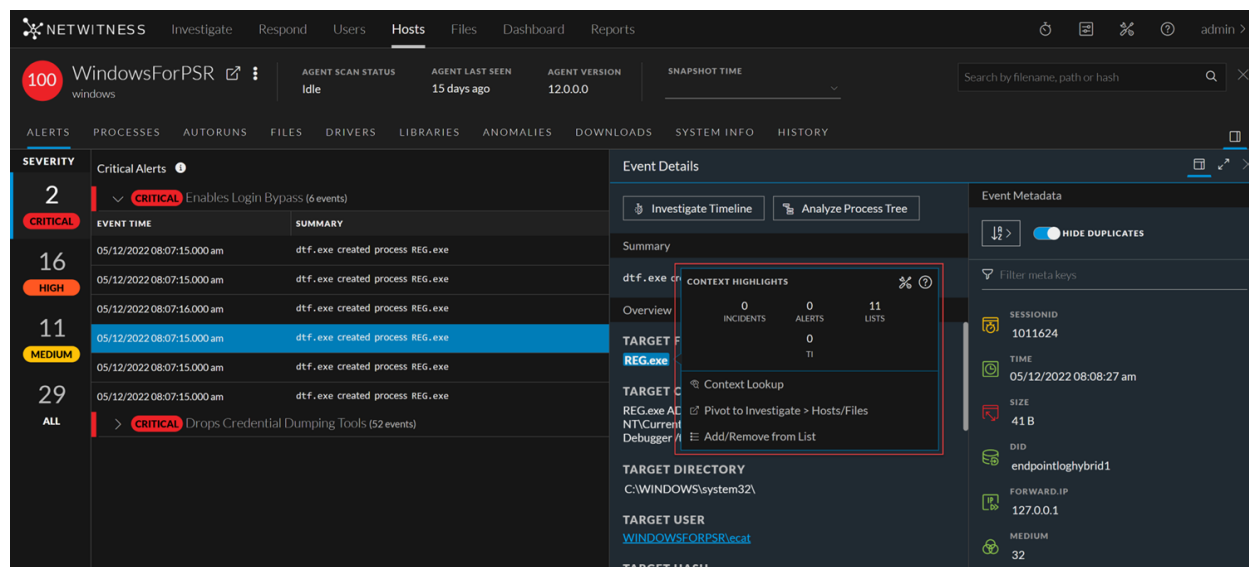 NETWITNESS Investigate Respond Users Hosts Files Dashboard Reports admin >
100 WindowsForPSR
windows
AGENT SCAN STATUS AGENT LAST SEEN AGENT VERSION SNAPSHOT TIME
Idle 15 days ago 12.0.0.0
Search by filename, path or hash
ALERTS PROCESSES AUTORUNS FILES DRIVERS LIBRARIES ANOMALIES DOWNLOADS SYSTEM INFO HISTORY
SEVERITY
2
CRITICAL
16
HIGH
11
MEDIUM
29
ALL
Critical Alerts
CRITICAL Enables Login Bypass (6 events)
EVENT TIME SUMMARY
05/12/2022 08:07:15.000 am dtf.exe created process REG.exe
05/12/2022 08:07:15.000 am dtf.exe created process REG.exe
05/12/2022 08:07:16.000 am dtf.exe created process REG.exe
05/12/2022 08:07:15.000 am dtf.exe created process REG.exe
05/12/2022 08:07:15.000 am dtf.exe created process REG.exe
05/12/2022 08:07:15.000 am dtf.exe created process REG.exe
CRITICAL Drops Credential Dumping Tools (52 events)
Event Details
Investigate Timeline Analyze Process Tree
Summary
dtf.exe
Overview
TARGET F
REG.exe
TARGET C
REG.exe AD
NT\Current
Debugger
TARGET DIRECTORY
C:\WINDOWS\system32\
TARGET USER
WINDOWSFORPSR\ecat
TARGET HASH
CONTEXT HIGHLIGHTS
0 0 11
INCIDENTS ALERTS LISTS
0
TI
Context Lookup
Pivot to Investigate > Hosts/Files
Add/Remove from List
Event Metadata
HIDE DUPLICATES
Filter meta keys
SESSIONID
1011624
TIME
05/12/2022 08:08:27 am
SIZE
41 B
DID
endpointloghybrid1
FORWARD.IP
127.0.0.1
MEDIUM
32